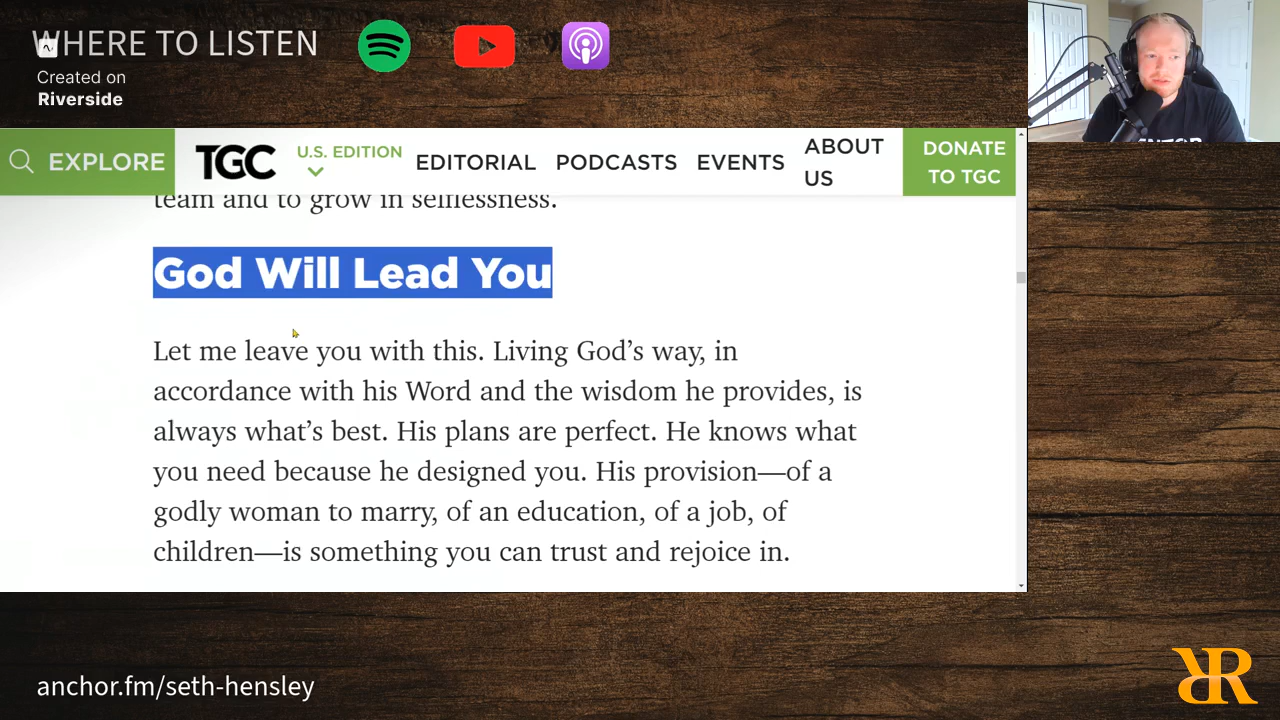 WHERE TO LISTEN
Created on
Riverside
EXPLORE
TGC
U.S. EDITION
EDITORIAL
PODCASTS
EVENTS
ABOUT
US
DONATE
TO TGC
team and to grow in selflessness.
God Will Lead You
Let me leave you with this. Living God’s way, in
accordance with his Word and the wisdom he provides, is
always what’s best. His plans are perfect. He knows what
you need because he designed you. His provision—of a
godly woman to marry, of an education, of a job, of
children—is something you can trust and rejoice in.
anchor.fm/seth-hensley